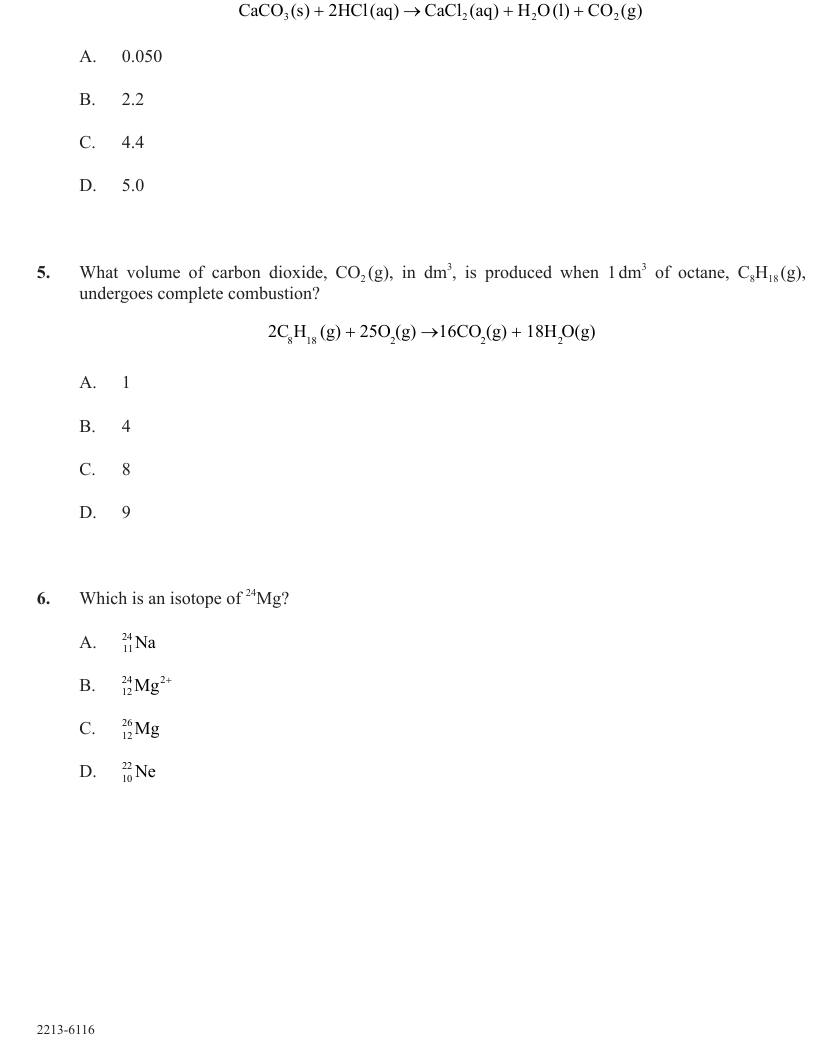 CaCO₃(s) + 2HCl(aq) → CaCl₂(aq) + H₂O(l) + CO₂(g)
A. 0.050
B. 2.2
C. 4.4
D. 5.0
5. What volume of carbon dioxide, CO₂(g), in dm³, is produced when 1 dm³ of octane, C₈H₁₈(g),
undergoes complete combustion?
2C₈H₁₈(g) + 25O₂(g) →16CO₂(g) + 18H₂O(g)
A. 1
B. 4
C. 8
D. 9
6. Which is an isotope of ²⁴Mg?
A. ²⁴₁₁Na
B. ²⁴₁₂Mg²⁺
C. ²⁶₁₂Mg
D. ²²₁₀Ne
2213-6116